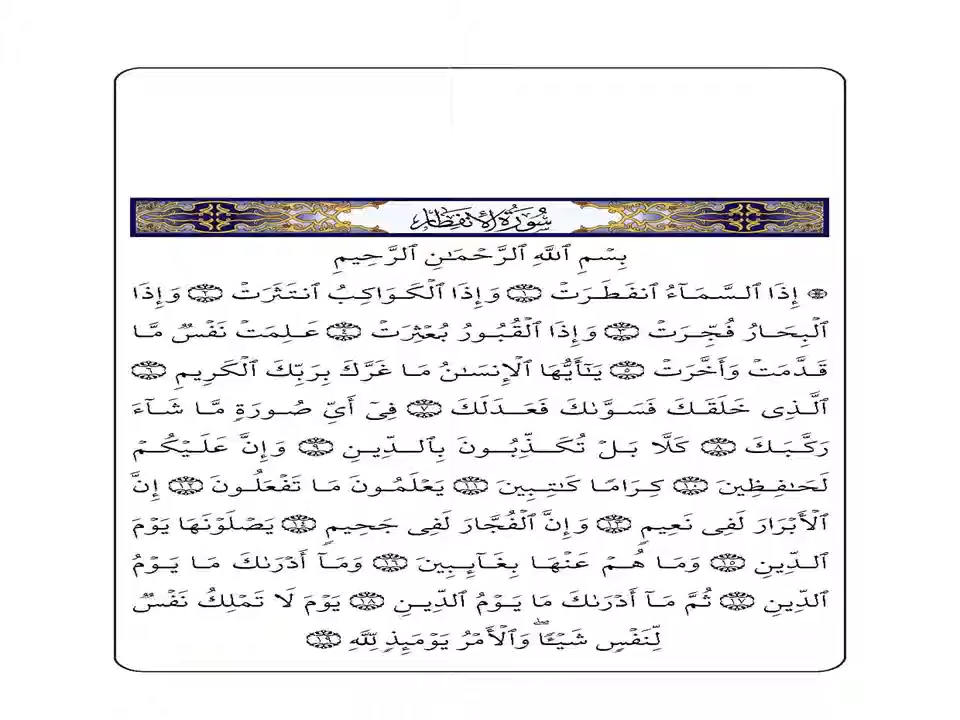 سُورَةُ الانفِطَار
بِسْمِ ٱللَّهِ ٱلرَّحْمَـٰنِ ٱلرَّحِيمِ
۞ إِذَا ٱلسَّمَآءُ ٱنفَطَرَتْ ١ وَإِذَا ٱلْكَوَاكِبُ ٱنتَثَرَتْ ٢ وَإِذَا
ٱلْبِحَارُ فُجِّرَتْ ٣ وَإِذَا ٱلْقُبُورُ بُعْثِرَتْ ٤ عَلِمَتْ نَفْسٌ مَّا
قَدَّمَتْ وَأَخَّرَتْ ٥ يَـٰٓأَيُّهَا ٱلْإِنسَـٰنُ مَا غَرَّكَ بِرَبِّكَ ٱلْكَرِيمِ ٦
ٱلَّذِى خَلَقَكَ فَسَوَّىٰكَ فَعَدَلَكَ ٧ فِىٓ أَىِّ صُورَةٍ مَّا شَآءَ
رَكَّبَكَ ٨ كَلَّا بَلْ تُكَذِّبُونَ بِٱلدِّينِ ٩ وَإِنَّ عَلَيْكُمْ
لَحَـٰفِظِينَ ١٠ كِرَامًا كَـٰتِبِينَ ١١ يَعْلَمُونَ مَا تَفْعَلُونَ ١٢ إِنَّ
ٱلْأَبْرَارَ لَفِى نَعِيمٍ ١٣ وَإِنَّ ٱلْفُجَّارَ لَفِى جَحِيمٍ ١٤ يَصْلَوْنَهَا يَوْمَ
ٱلدِّينِ ١٥ وَمَا هُمْ عَنْهَا بِغَآئِبِينَ ١٦ وَمَآ أَدْرَىٰكَ مَا يَوْمُ
ٱلدِّينِ ١٧ ثُمَّ مَآ أَدْرَىٰكَ مَا يَوْمُ ٱلدِّينِ ١٨ يَوْمَ لَا تَمْلِكُ نَفْسٌ
لِّنَفْسٍ شَيْـًٔا ۖ وَٱلْأَمْرُ يَوْمَئِذٍ لِّلَّهِ ١٩